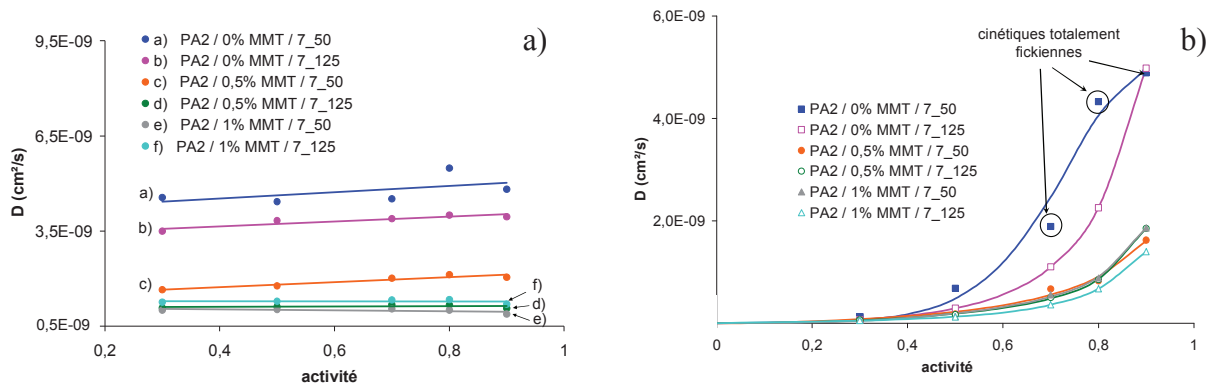 a)
9,5E-09
6,5E-09
3,5E-09
0,5E-09
D (cm²/s)
a) PA2 / 0% MMT / 7_50
b) PA2 / 0% MMT / 7_125
c) PA2 / 0,5% MMT / 7_50
d) PA2 / 0,5% MMT / 7_125
e) PA2 / 1% MMT / 7_50
f) PA2 / 1% MMT / 7_125
a)
b)
c)
f)
d)
e)
0,2 0,4 0,6 0,8 1
activité
b)
6,0E-09
4,0E-09
2,0E-09
D (cm²/s)
cinétiques totalement
fickiennes
PA2 / 0% MMT / 7_50
PA2 / 0% MMT / 7_125
PA2 / 0,5% MMT / 7_50
PA2 / 0,5% MMT / 7_125
PA2 / 1% MMT / 7_50
PA2 / 1% MMT / 7_125
0 0,2 0,4 0,6 0,8 1
activité